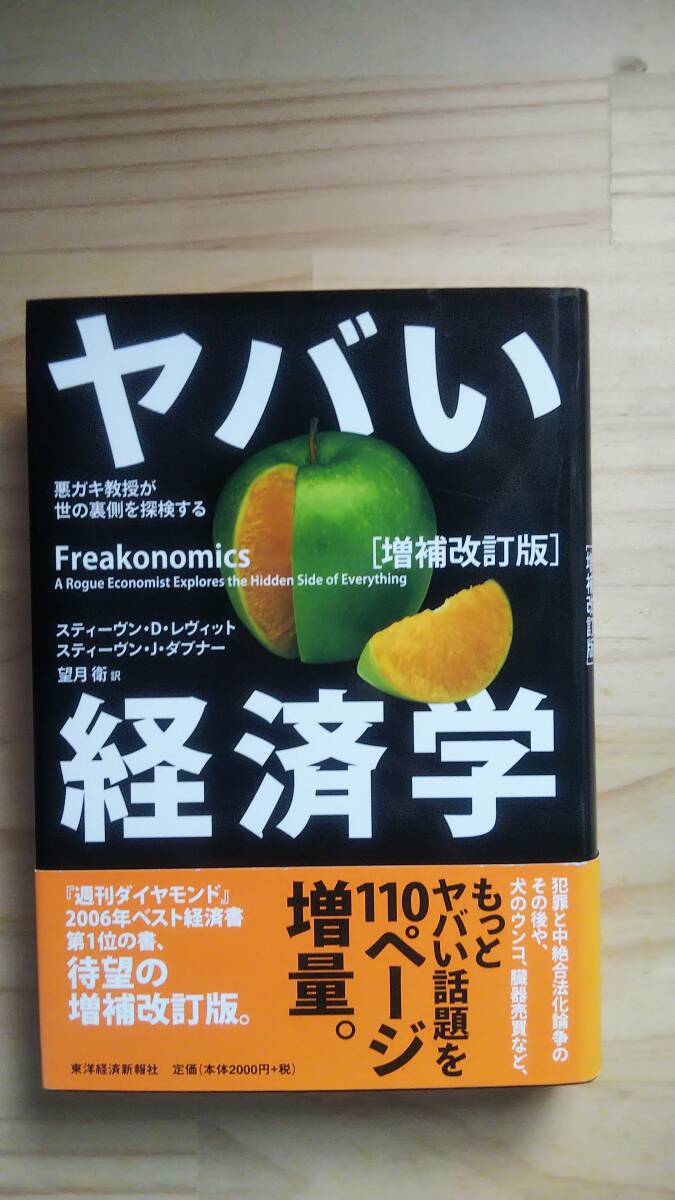 ヤバい
悪ガキ教授が
世の裏側を探検する
Freakonomics
[増補改訂版]
A Rogue Economist Explores the Hidden Side of Everything
スティーヴン・D・レヴィット
スティーヴン・J・ダブナー
望月 衛 訳
経済学
[増補改訂版]
犯罪と中絶合法化論争の
その後や、
犬のウンコ、臓器売買など、
もっと
ヤバい話題を
110ページ
増量。
『週刊ダイヤモンド』
2006年ベスト経済書
第1位の書、
待望の
増補改訂版。
東洋経済新報社 定価(本体2000円+税)